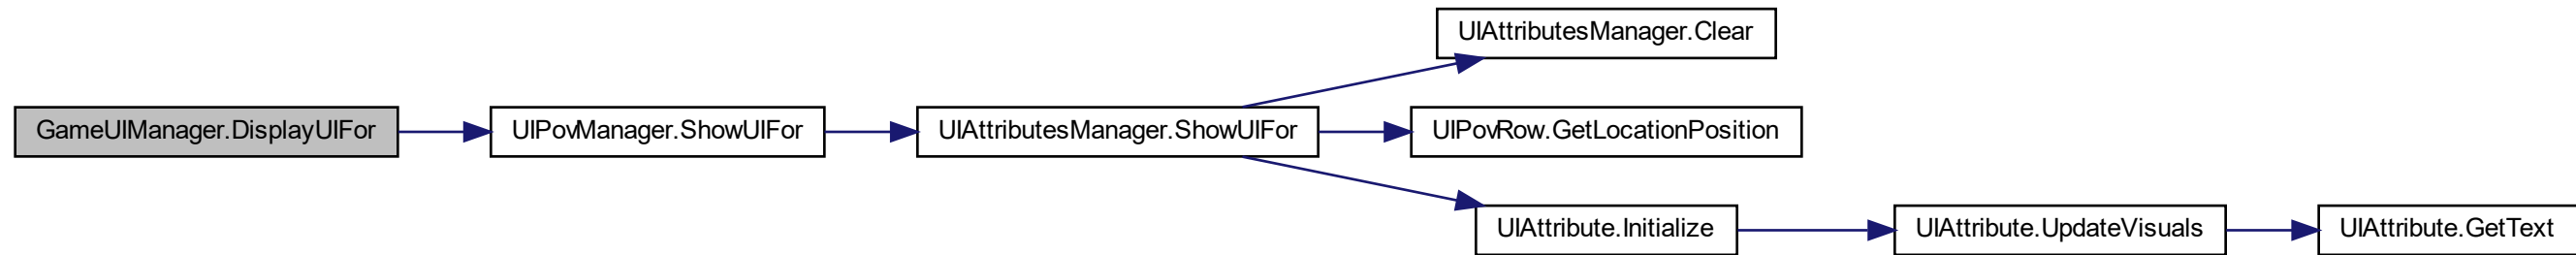 UIAttributesManager.Clear
GameUIManager.DisplayUIFor
UIPovManager.ShowUIFor
UIAttributesManager.ShowUIFor
UIPovRow.GetLocationPosition
UIAttribute.Initialize
UIAttribute.UpdateVisuals
UIAttribute.GetText